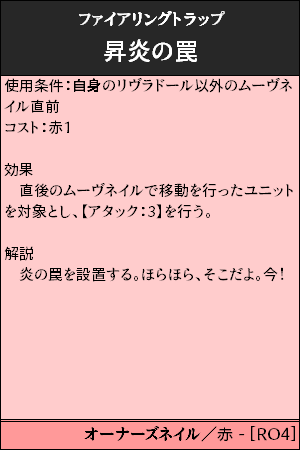 ファイアリングトラップ
昇炎の罠
使用条件：自身のリヴラドール以外のムーヴネ
イル直前
コスト：赤1
効果
　直後のムーヴネイルで移動を行ったユニット
を対象とし、【アタック：3】を行う。
解説
　炎の罠を設置する。ほらほら、そこだよ。今！
オーナーズネイル／赤 - [RO4]